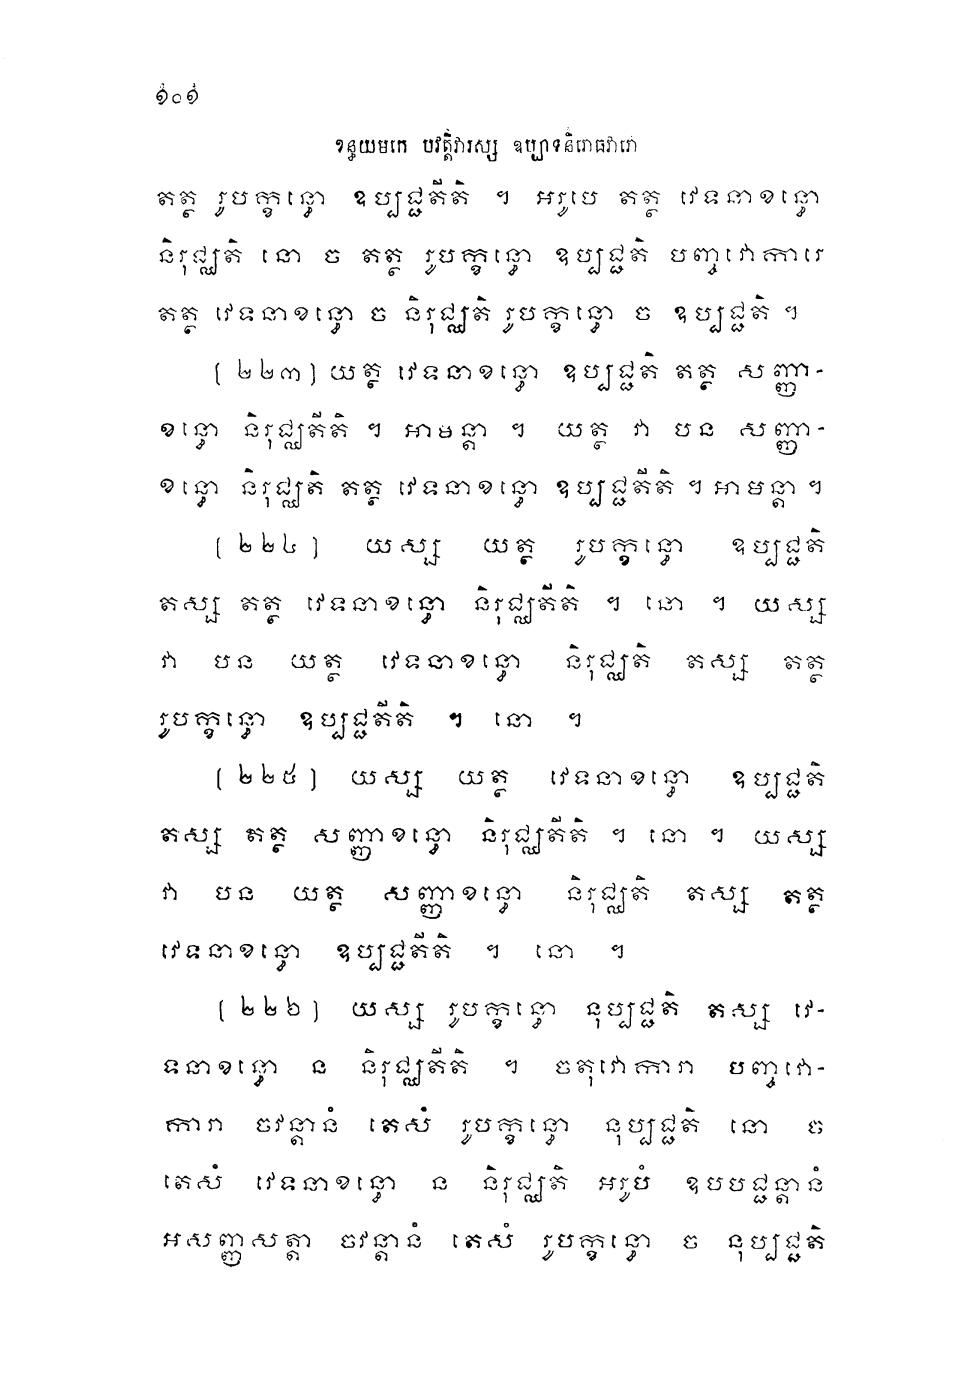 ១០១
ខន្ធយមកេ បវត្តិវារស្ស ឧប្បាទនិរោធវារោ
តត្ថ រូបក្ខន្ធោ ឧប្បជ្ជតីតិ ។ អរូបេ តត្ថ វេទនាខន្ធោ
និរុជ្ឈតិ នោ ច តត្ថ រូបក្ខន្ធោ ឧប្បជ្ជតិ បញ្ចវោការេ
តត្ថ វេទនាខន្ធោ ច និរុជ្ឈតិ រូបក្ខន្ធោ ច ឧប្បជ្ជតិ ។
(២២៣) យត្ថ វេទនាខន្ធោ ឧប្បជ្ជតិ តត្ថ សញ្ញា-
ខន្ធោ និរុជ្ឈតីតិ ។ អាមន្តា ។ យត្ថ វា បន សញ្ញា-
ខន្ធោ និរុជ្ឈតិ តត្ថ វេទនាខន្ធោ ឧប្បជ្ជតីតិ ។ អាមន្តា ។
(២២៤) យស្ស យត្ថ រូបក្ខន្ធោ ឧប្បជ្ជតិ
តស្ស តត្ថ វេទនាខន្ធោ និរុជ្ឈតីតិ ។ នោ ។ យស្ស
វា បន យត្ថ វេទនាខន្ធោ និរុជ្ឈតិ តស្ស តត្ថ
រូបក្ខន្ធោ ឧប្បជ្ជតីតិ ។ នោ ។
(២២៥) យស្ស យត្ថ វេទនាខន្ធោ ឧប្បជ្ជតិ
តស្ស តត្ថ សញ្ញាខន្ធោ និរុជ្ឈតីតិ ។ នោ ។ យស្ស
វា បន យត្ថ សញ្ញាខន្ធោ និរុជ្ឈតិ តស្ស តត្ថ
វេទនាខន្ធោ ឧប្បជ្ជតីតិ ។ នោ ។
(២២៦) យស្ស រូបក្ខន្ធោ នុប្បជ្ជតិ តស្ស វេ-
ទនាខន្ធោ ន និរុជ្ឈតីតិ ។ ចតុវោការា បញ្ចវោ-
ការា ចវន្តានំ តេសំ រូបក្ខន្ធោ នុប្បជ្ជតិ នោ ច
តេសំ វេទនាខន្ធោ ន និរុជ្ឈតិ អរូបំ ឧបបជ្ជន្តានំ
អសញ្ញសត្តា ចវន្តានំ តេសំ រូបក្ខន្ធោ ច នុប្បជ្ជតិ